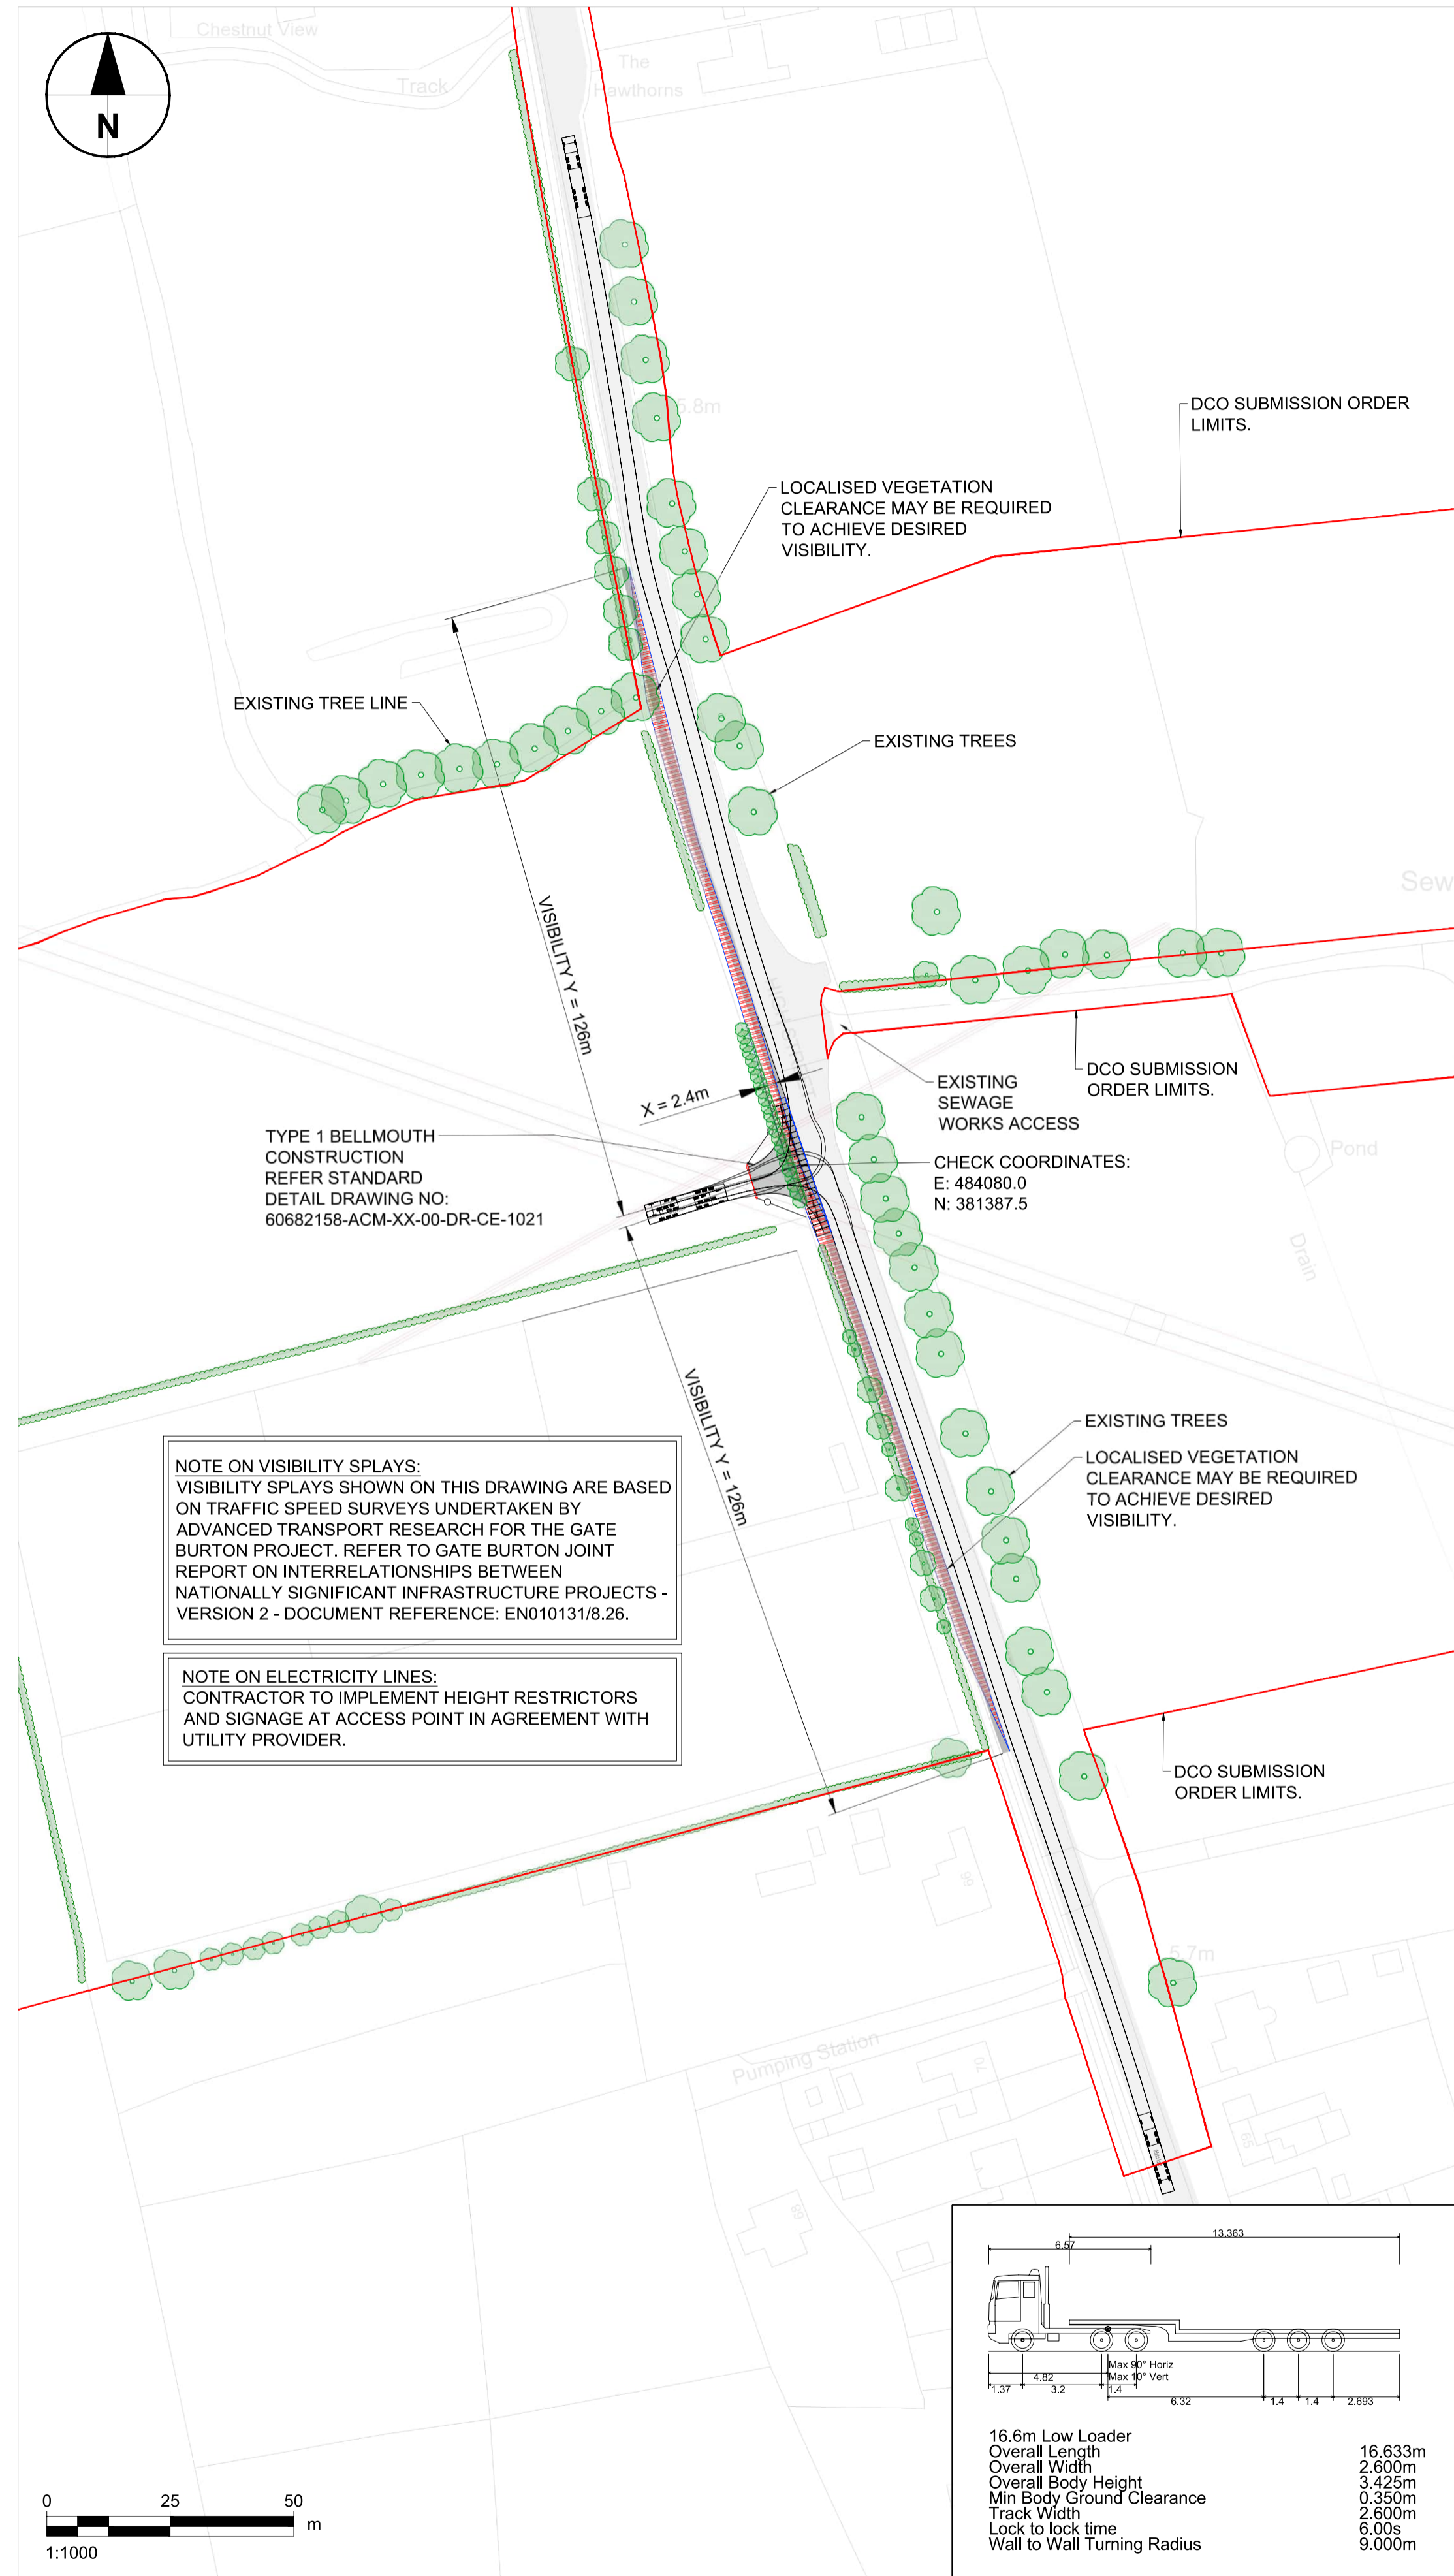 Chestnut View
Track
The
Hawthorns
N
5.8m
DCO SUBMISSION ORDER
LIMITS.
LOCALISED VEGETATION
CLEARANCE MAY BE REQUIRED
TO ACHIEVE DESIRED
VISIBILITY.
EXISTING TREE LINE
EXISTING TREES
Sew
VISIBILITY Y = 126m
X = 2.4m
DCO SUBMISSION
ORDER LIMITS.
EXISTING
SEWAGE
WORKS ACCESS
TYPE 1 BELLMOUTH
CONSTRUCTION
REFER STANDARD
DETAIL DRAWING NO:
60682158-ACM-XX-00-DR-CE-1021
CHECK COORDINATES:
E: 484080.0
N: 381387.5
Pond
Drain
VISIBILITY Y = 126m
EXISTING TREES
LOCALISED VEGETATION
CLEARANCE MAY BE REQUIRED
TO ACHIEVE DESIRED
VISIBILITY.
NOTE ON VISIBILITY SPLAYS:
VISIBILITY SPLAYS SHOWN ON THIS DRAWING ARE BASED
ON TRAFFIC SPEED SURVEYS UNDERTAKEN BY
ADVANCED TRANSPORT RESEARCH FOR THE GATE
BURTON PROJECT. REFER TO GATE BURTON JOINT
REPORT ON INTERRELATIONSHIPS BETWEEN
NATIONALLY SIGNIFICANT INFRASTRUCTURE PROJECTS -
VERSION 2 - DOCUMENT REFERENCE: EN010131/8.26.
NOTE ON ELECTRICITY LINES:
CONTRACTOR TO IMPLEMENT HEIGHT RESTRICTORS
AND SIGNAGE AT ACCESS POINT IN AGREEMENT WITH
UTILITY PROVIDER.
DCO SUBMISSION
ORDER LIMITS.
5.7m
Pumping Station
70
65
13.363
6.57
Max 90° Horiz
Max 10° Vert
4.82
1.37
3.2
1.4
6.32
1.4
1.4
2.693
16.6m Low Loader
Overall Length 16.633m
Overall Width 2.600m
Overall Body Height 3.425m
Min Body Ground Clearance 0.350m
Track Width 2.600m
Lock to lock time 6.00s
Wall to Wall Turning Radius 9.000m
0 25 50
m
1:1000